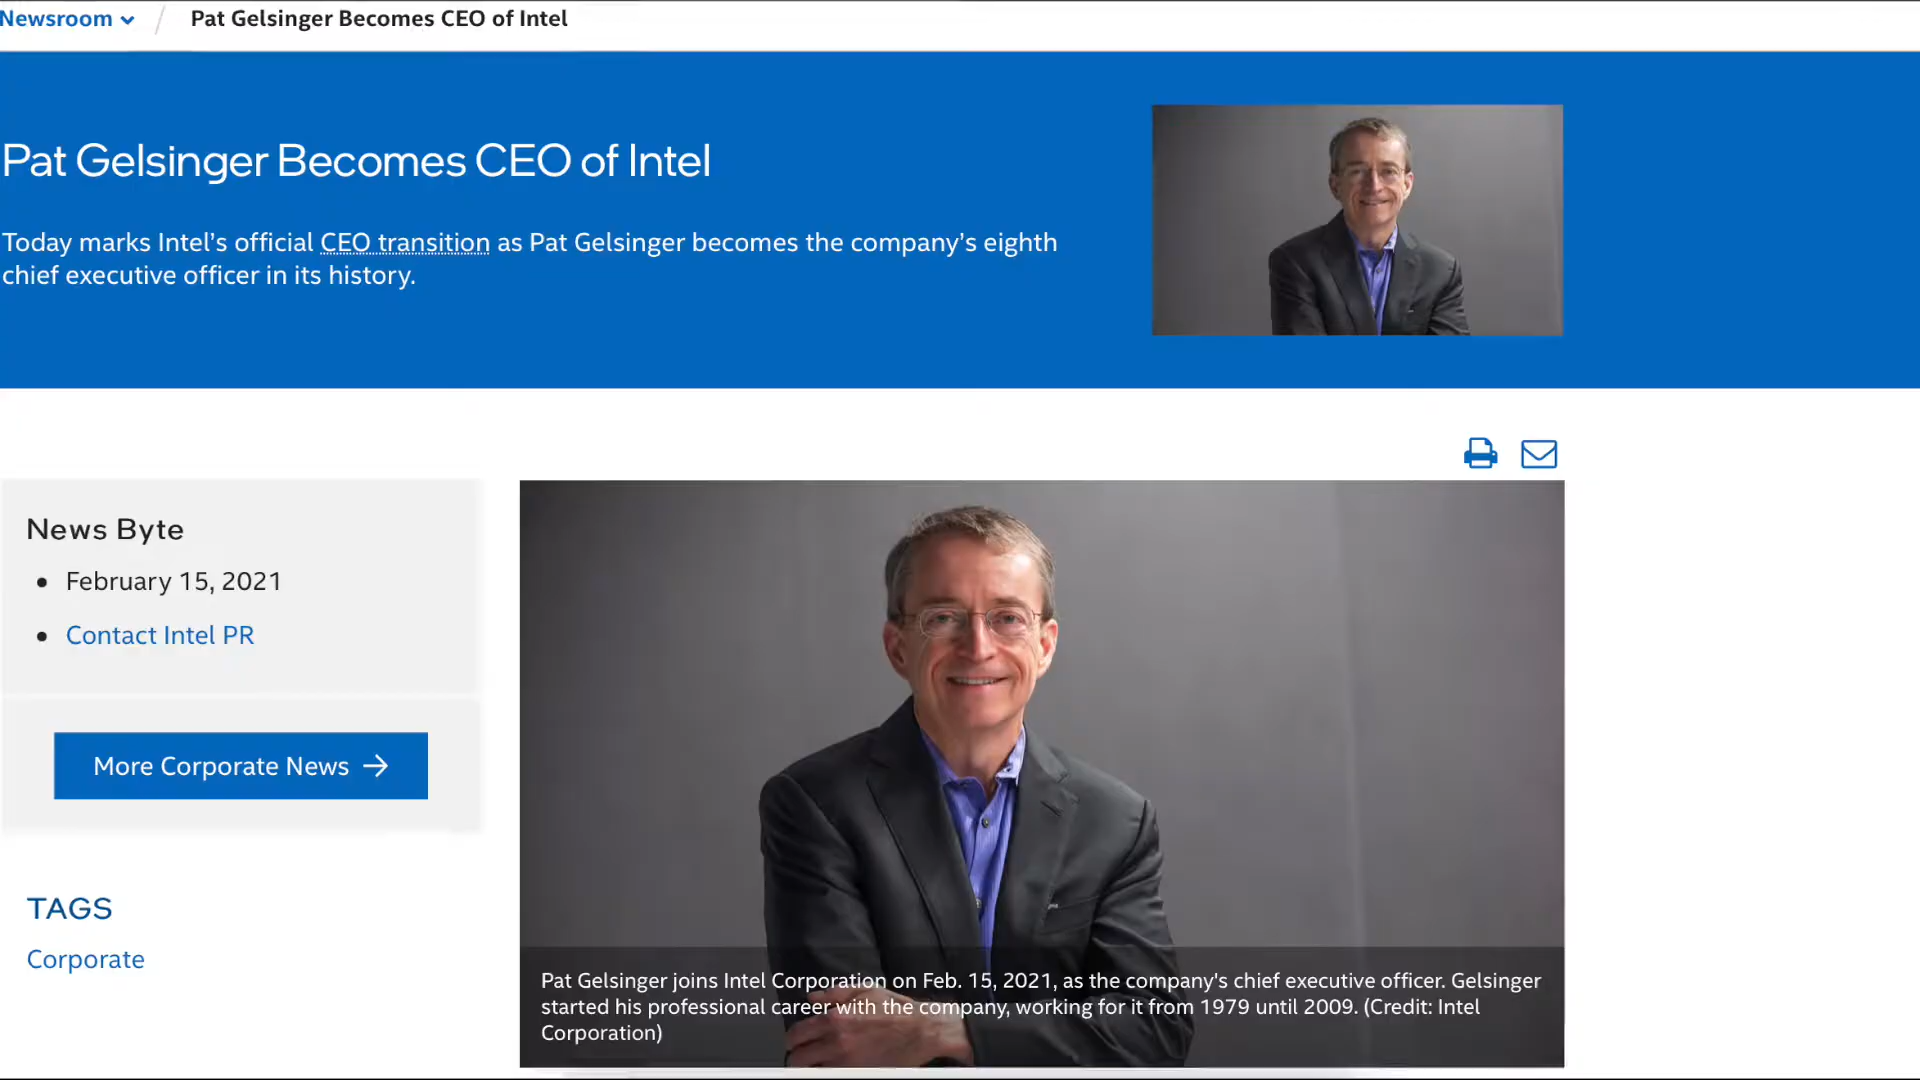 Newsroom
Pat Gelsinger Becomes CEO of Intel
Pat Gelsinger Becomes CEO of Intel
Today marks Intel’s official CEO transition as Pat Gelsinger becomes the company’s eighth
chief executive officer in its history.
News Byte
• February 15, 2021
• Contact Intel PR
More Corporate News →
TAGS
Corporate
Pat Gelsinger joins Intel Corporation on Feb. 15, 2021, as the company's chief executive officer. Gelsinger
started his professional career with the company, working for it from 1979 until 2009. (Credit: Intel
Corporation)